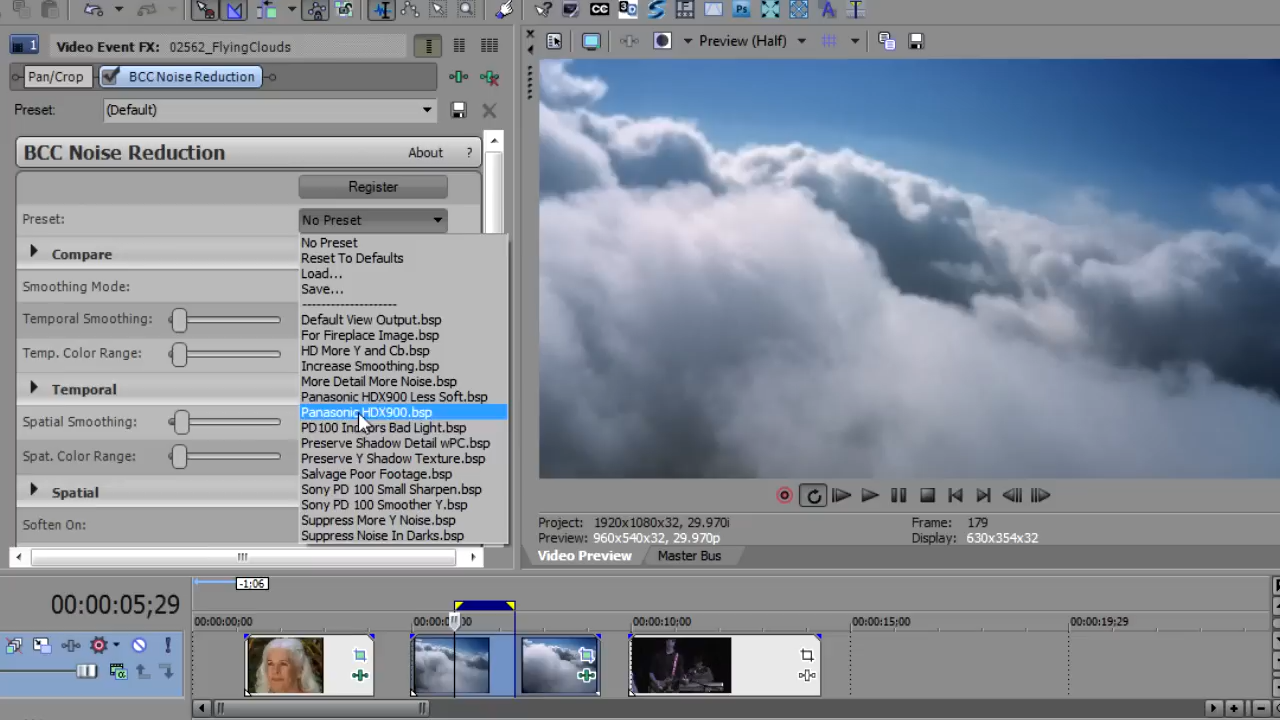 CC
3D
Ps
A
1
Video Event FX:
02562_FlyingClouds
Preview (Half)
Pan/Crop
BCC Noise Reduction
Preset:
(Default)
BCC Noise Reduction
About
?
Register
Preset:
No Preset
No Preset
Compare
Reset To Defaults
Load...
Smoothing Mode:
Save...
--------------------
Temporal Smoothing:
Default View Output.bsp
For Fireplace Image.bsp
Temp. Color Range:
HD More Y and Cb.bsp
Increase Smoothing.bsp
Temporal
More Detail More Noise.bsp
Panasonic HDX900 Less Soft.bsp
Panasonic HDX900.bsp
Spatial Smoothing:
PD100 Indoors Bad Light.bsp
Preserve Shadow Detail wPC.bsp
Spat. Color Range:
Preserve Y Shadow Texture.bsp
Salvage Poor Footage.bsp
Spatial
Sony PD 100 Small Sharpen.bsp
Sony PD 100 Smoother Y.bsp
Soften On:
Suppress More Y Noise.bsp
Suppress Noise In Darks.bsp
Project: 1920x1080x32, 29.970i
Frame: 179
Preview: 960x540x32, 29.970p
Display: 630x354x32
Video Preview
Master Bus
-1:06
00:00:05;29
00:00:00;00
00:00:10;00
00:00:15;00
00:00:19;29